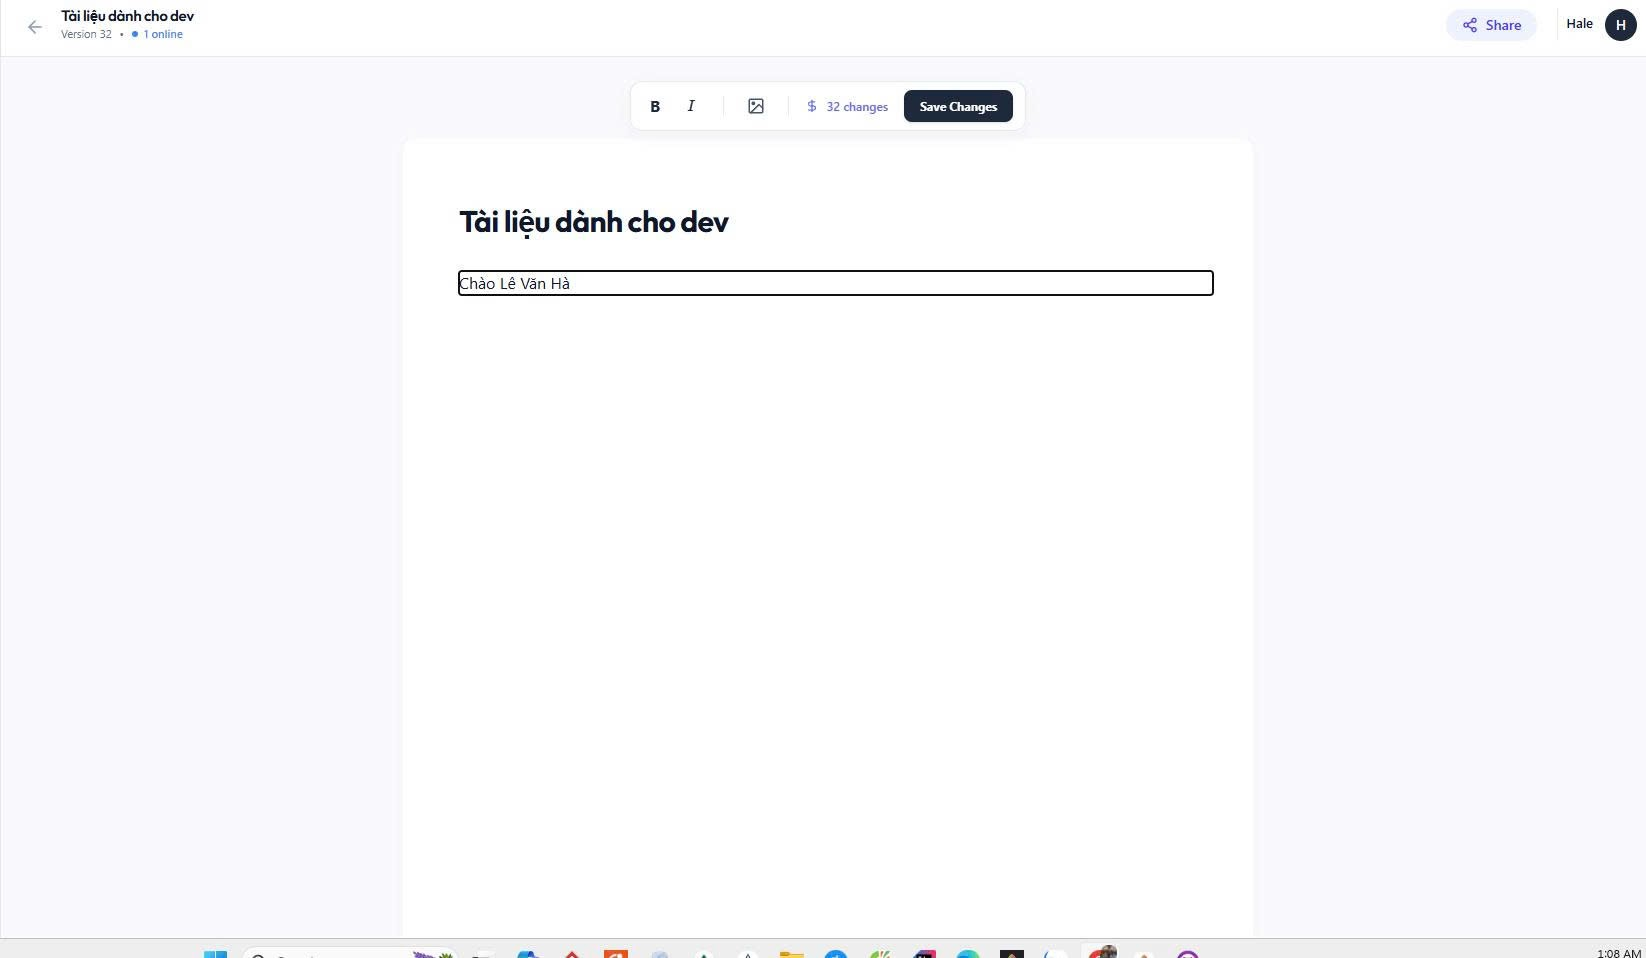 Tài liệu dành cho dev
Version 32 • 1 online
Share
Hale
H
B I
$ 32 changes
Save Changes
Tài liệu dành cho dev
Chào Lê Văn Hà
1:08 AM